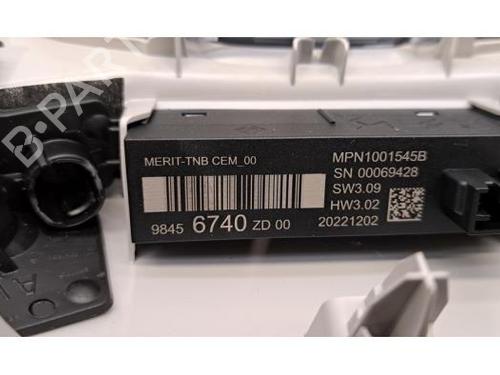 MERIT-TNB CEM_00
9845 6740 ZD 00
MPN1001545B
SN 00069428
SW3.09
HW3.02
20221202
B-PARTS